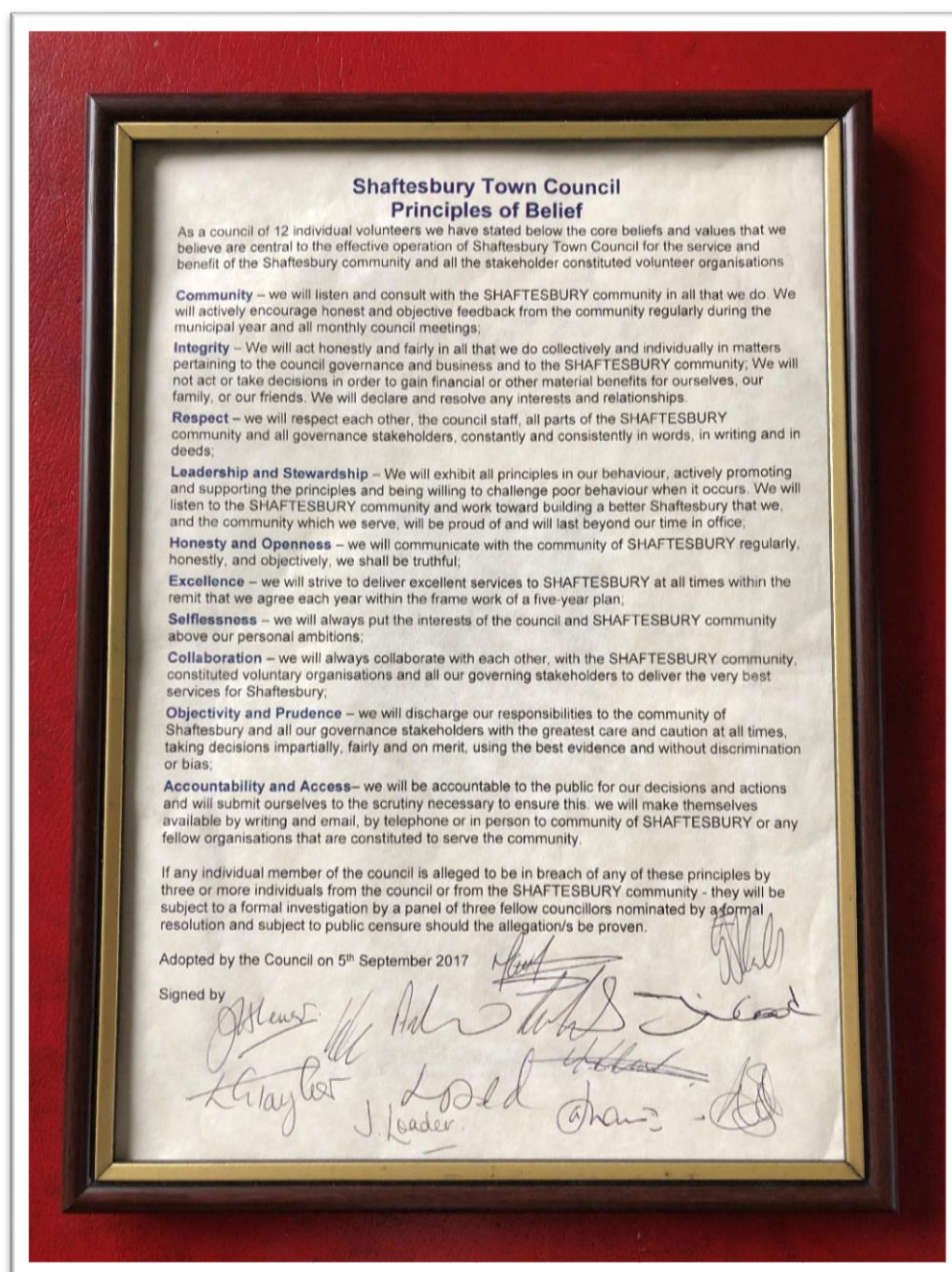 Shaftesbury Town Council
Principles of Belief
As a council of 12 individual volunteers we have stated below the core beliefs and values that we
believe are central to the effective operation of Shaftesbury Town Council for the service and
benefit of the Shaftesbury community and all the stakeholder constituted volunteer organisations
Community – we will listen and consult with the SHAFTESBURY community in all that we do. We
will actively encourage honest and objective feedback from the community regularly during the
municipal year and all monthly council meetings;
Integrity – We will act honestly and fairly in all that we do collectively and individually in matters
pertaining to the council governance and business and to the SHAFTESBURY community; We will
not act or take decisions in order to gain financial or other material benefits for ourselves, our
family, or our friends. We will declare and resolve any interests and relationships.
Respect – we will respect each other, the council staff, all parts of the SHAFTESBURY
community and all governance stakeholders, constantly and consistently in words, in writing and in
deeds;
Leadership and Stewardship – We will exhibit all principles in our behaviour, actively promoting
and supporting the principles and being willing to challenge poor behaviour when it occurs. We will
listen to the SHAFTESBURY community and work toward building a better Shaftesbury that we,
and the community which we serve, will be proud of and will last beyond our time in office;
Honesty and Openness – we will communicate with the community of SHAFTESBURY regularly,
honestly, and objectively, we shall be truthful;
Excellence – we will strive to deliver excellent services to SHAFTESBURY at all times within the
remit that we agree each year within the frame work of a five-year plan;
Selflessness – we will always put the interests of the council and SHAFTESBURY community
above our personal ambitions;
Collaboration – we will always collaborate with each other, with the SHAFTESBURY community,
constituted voluntary organisations and all our governing stakeholders to deliver the very best
services for Shaftesbury;
Objectivity and Prudence – we will discharge our responsibilities to the community of
Shaftesbury and all our governance stakeholders with the greatest care and caution at all times,
taking decisions impartially, fairly and on merit, using the best evidence and without discrimination
or bias;
Accountability and Access– we will be accountable to the public for our decisions and actions
and will submit ourselves to the scrutiny necessary to ensure this. we will make themselves
available by writing and email, by telephone or in person to community of SHAFTESBURY or any
fellow organisations that are constituted to serve the community.
If any individual member of the council is alleged to be in breach of any of these principles by
three or more individuals from the council or from the SHAFTESBURY community - they will be
subject to a formal investigation by a panel of three fellow councillors nominated by a formal
resolution and subject to public censure should the allegation/s be proven.
Adopted by the Council on 5th September 2017
Signed by
J. Loader.